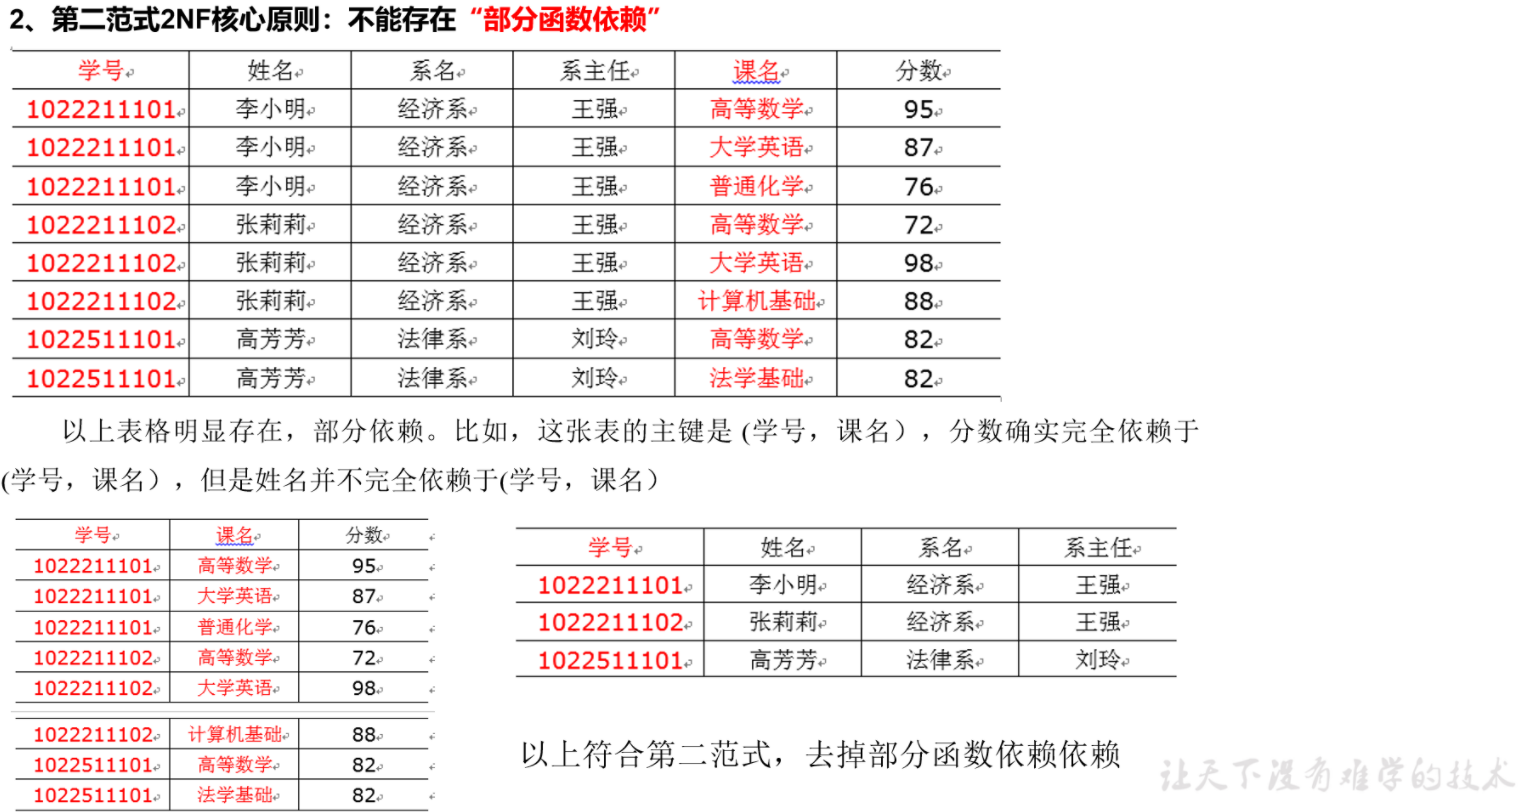 2、第二范式2NF核心原则：不能存在“部分函数依赖”
学号 姓名 系名 系主任 课名 分数
1022211101 李小明 经济系 王强 高等数学 95
1022211101 李小明 经济系 王强 大学英语 87
1022211101 李小明 经济系 王强 普通化学 76
1022211102 张莉莉 经济系 王强 高等数学 72
1022211102 张莉莉 经济系 王强 大学英语 98
1022211102 张莉莉 经济系 王强 计算机基础 88
1022511101 高芳芳 法律系 刘玲 高等数学 82
1022511101 高芳芳 法律系 刘玲 法学基础 82
以上表格明显存在，部分依赖。比如，这张表的主键是 (学号，课名），分数确实完全依赖于
(学号，课名），但是姓名并不完全依赖于(学号，课名）
学号 课名 分数
1022211101 高等数学 95
1022211101 大学英语 87
1022211101 普通化学 76
1022211102 高等数学 72
1022211102 大学英语 98
1022211102 计算机基础 88
1022511101 高等数学 82
1022511101 法学基础 82
学号 姓名 系名 系主任
1022211101 李小明 经济系 王强
1022211102 张莉莉 经济系 王强
1022511101 高芳芳 法律系 刘玲
以上符合第二范式，去掉部分函数依赖依赖
让天下没有难学的技术